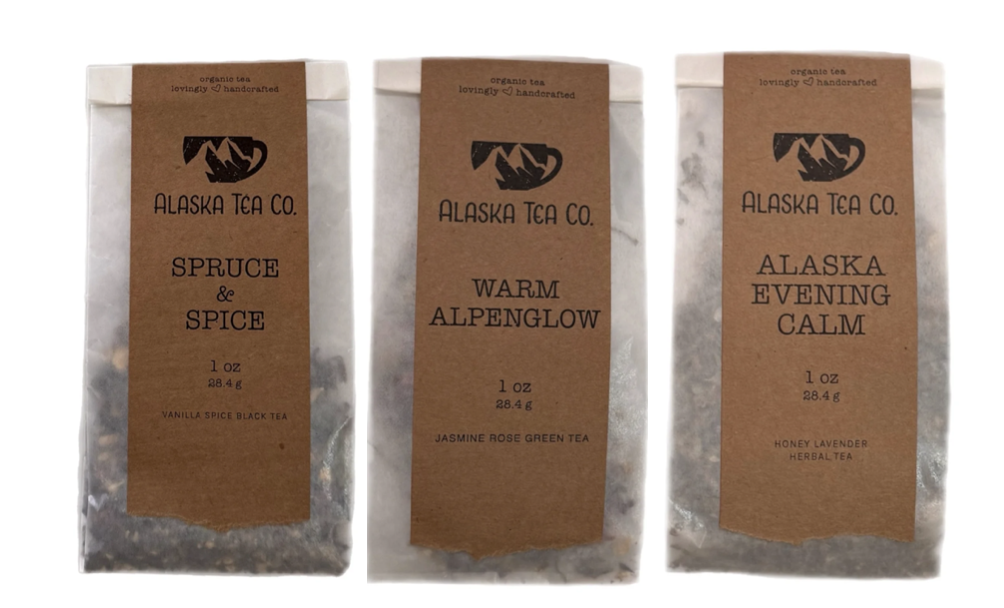 organic tea
lovingly ♡ handcrafted
ALASKA TEA CO.
SPRUCE
&
SPICE
1 oz
28.4 g
VANILLA SPICE BLACK TEA
organic tea
lovingly ♡ handcrafted
ALASKA TEA CO.
WARM
ALPENGLOW
1 oz
28.4 g
JASMINE ROSE GREEN TEA
organic tea
lovingly ♡ handcrafted
ALASKA TEA CO.
ALASKA
EVENING
CALM
1 oz
28.4 g
HONEY LAVENDER
HERBAL TEA